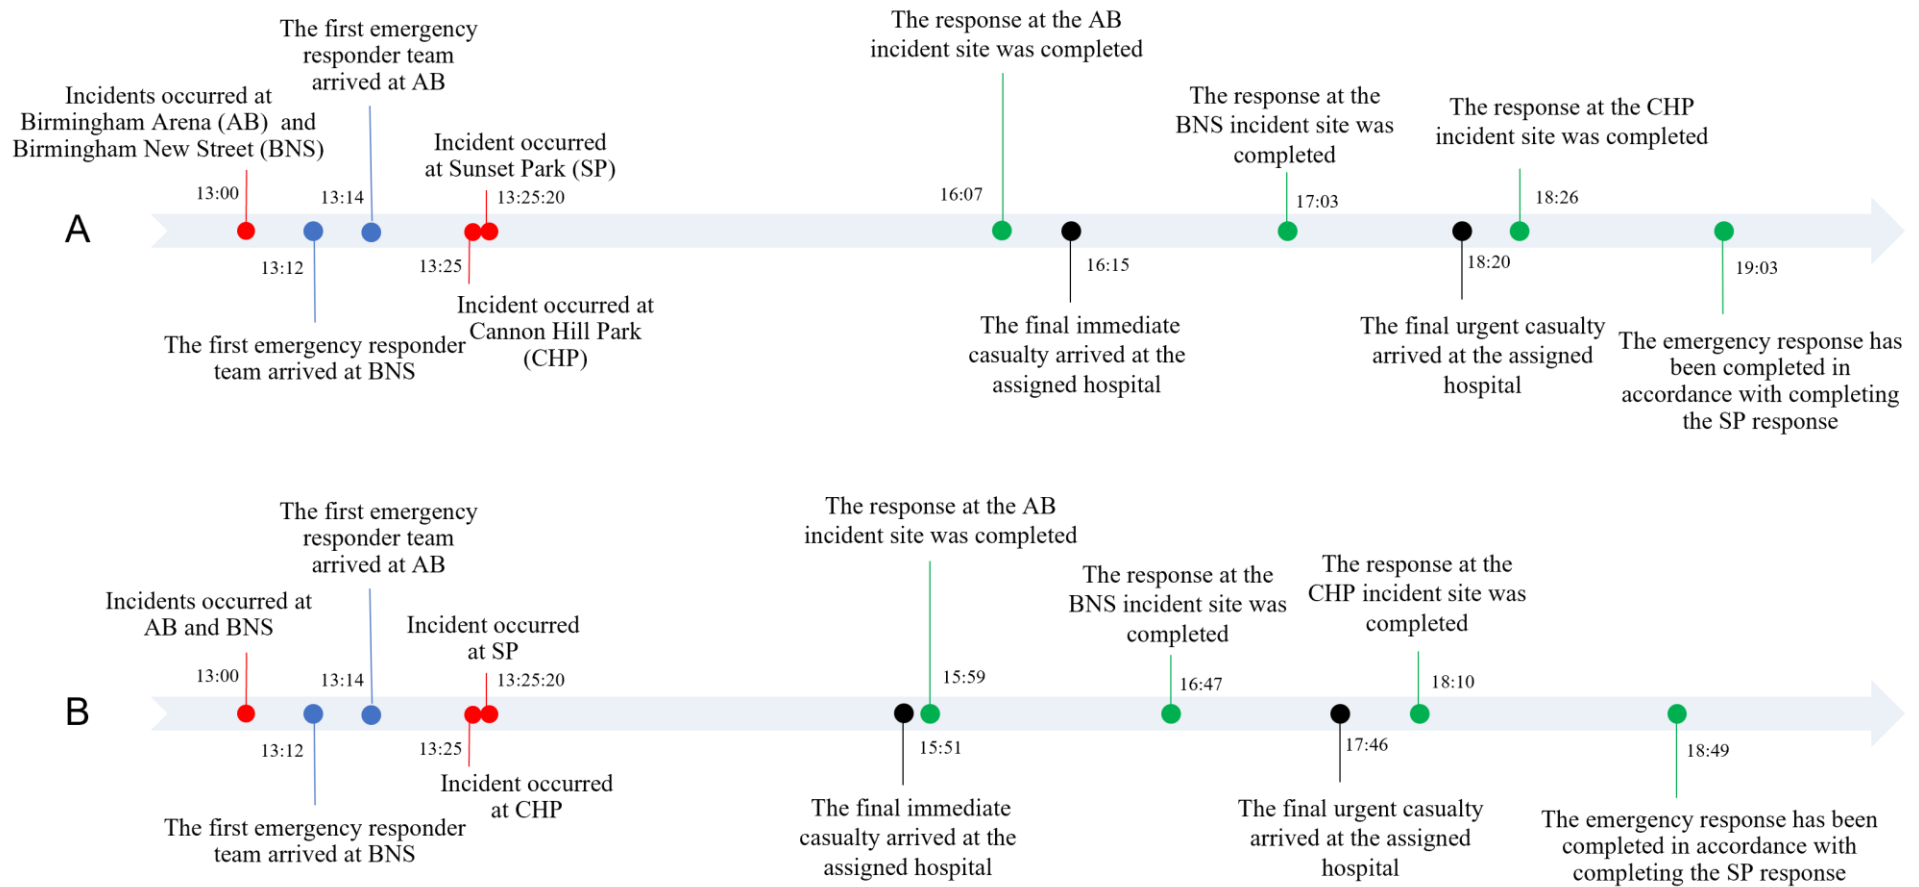 The first emergency
responder team
arrived at AB
Incidents occurred at
Birmingham Arena (AB) and
Birmingham New Street (BNS)
Incident occurred
at Sunset Park (SP)
The response at the AB
incident site was completed
The response at the
BNS incident site was
completed
The response at the CHP
incident site was completed
13:00
13:14
13:25:20
16:07
17:03
18:26
A
13:12
13:25
16:15
18:20
19:03
The first emergency responder
team arrived at BNS
Incident occurred at
Cannon Hill Park
(CHP)
The final immediate
casualty arrived at the
assigned hospital
The final urgent casualty
arrived at the assigned
hospital
The emergency response has
been completed in
accordance with completing
the SP response
The first emergency
responder team
arrived at AB
Incidents occurred at
AB and BNS
Incident occurred
at SP
The response at the AB
incident site was completed
The response at the
BNS incident site was
completed
The response at the
CHP incident site was
completed
13:00
13:14
13:25:20
15:59
16:47
18:10
B
13:12
13:25
15:51
17:46
18:49
The first emergency responder
team arrived at BNS
Incident occurred
at CHP
The final immediate
casualty arrived at the
assigned hospital
The final urgent casualty
arrived at the assigned
hospital
The emergency response has been
completed in accordance with
completing the SP response